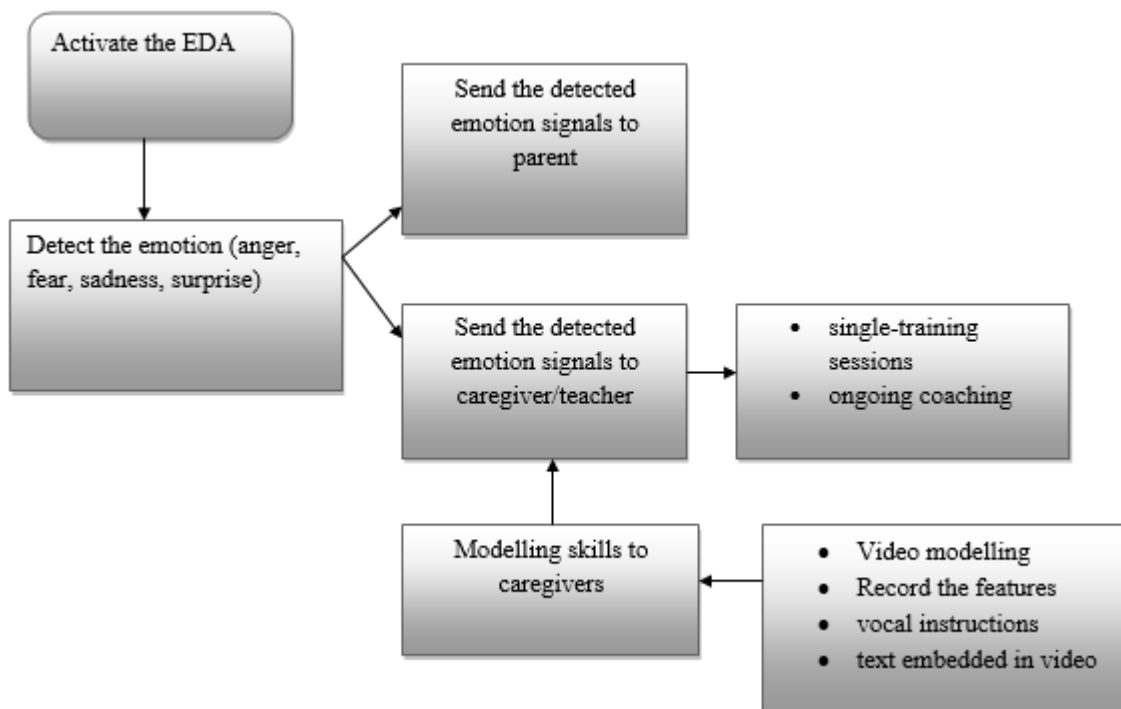 Activate the EDA
Send the detected
emotion signals to
parent
Detect the emotion (anger,
fear, sadness, surprise)
Send the detected
emotion signals to
caregiver/teacher
• single-training
sessions
• ongoing coaching
Modelling skills to
caregivers
• Video modelling
• Record the features
• vocal instructions
• text embedded in video